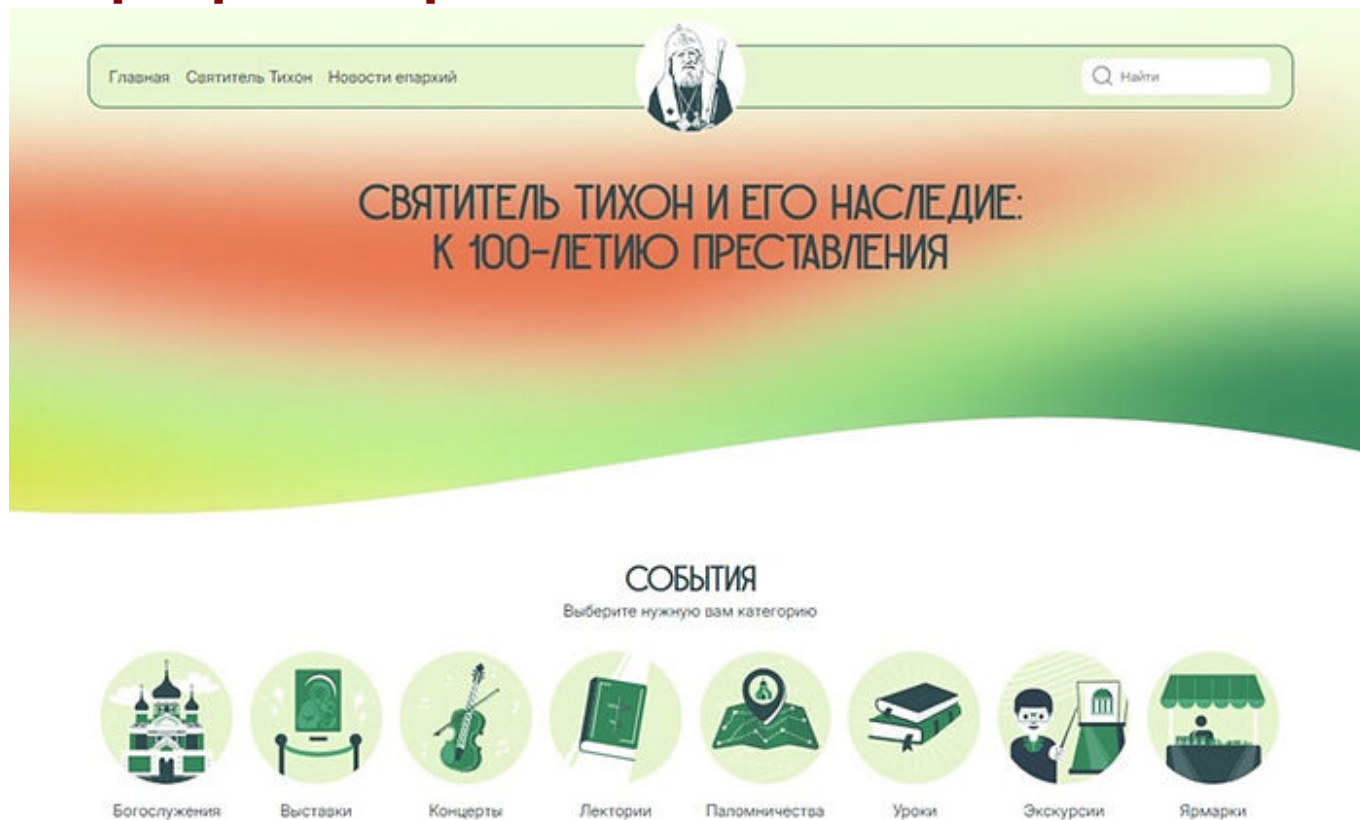 Главная Святитель Тихон Новости епархий
Найти
СВЯТИТЕЛЬ ТИХОН И ЕГО НАСЛЕДИЕ:
К 100-ЛЕТИЮ ПРЕСТАВЛЕНИЯ
СОБЫТИЯ
Выберите нужную вам категорию
Богослужения Выставки Концерты Лектории Паломничества Уроки Экскурсии Ярмарки